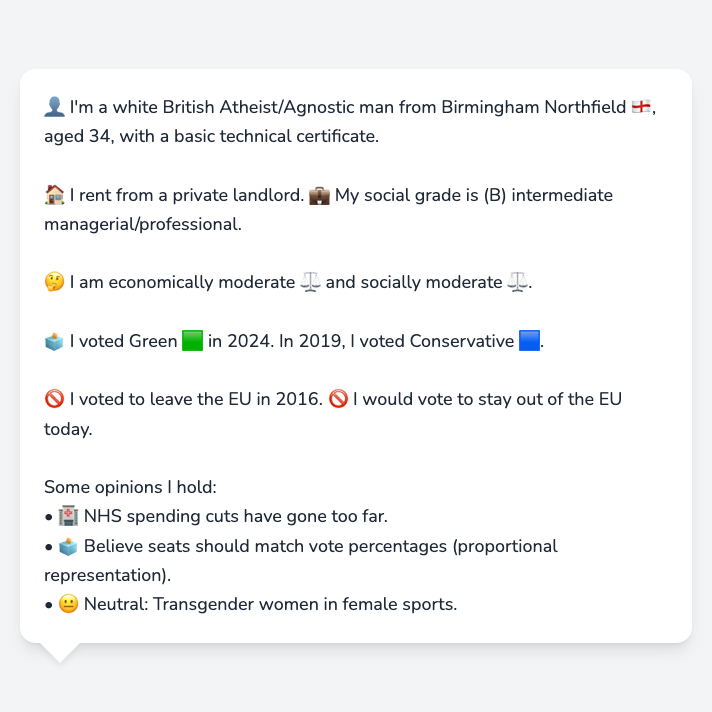 👤 I'm a white British Atheist/Agnostic man from Birmingham Northfield 🏴󠁧󠁢󠁥󠁮󠁧󠁿,
aged 34, with a basic technical certificate.
🏠 I rent from a private landlord. 💼 My social grade is (B) intermediate
managerial/professional.
🤔 I am economically moderate ⚖️ and socially moderate ⚖️.
🗳️ I voted Green 🟩 in 2024. In 2019, I voted Conservative 🟦.
🚫 I voted to leave the EU in 2016. 🚫 I would vote to stay out of the EU
today.
Some opinions I hold:
• 🏥 NHS spending cuts have gone too far.
• 🗳️ Believe seats should match vote percentages (proportional
representation).
• 😐 Neutral: Transgender women in female sports.